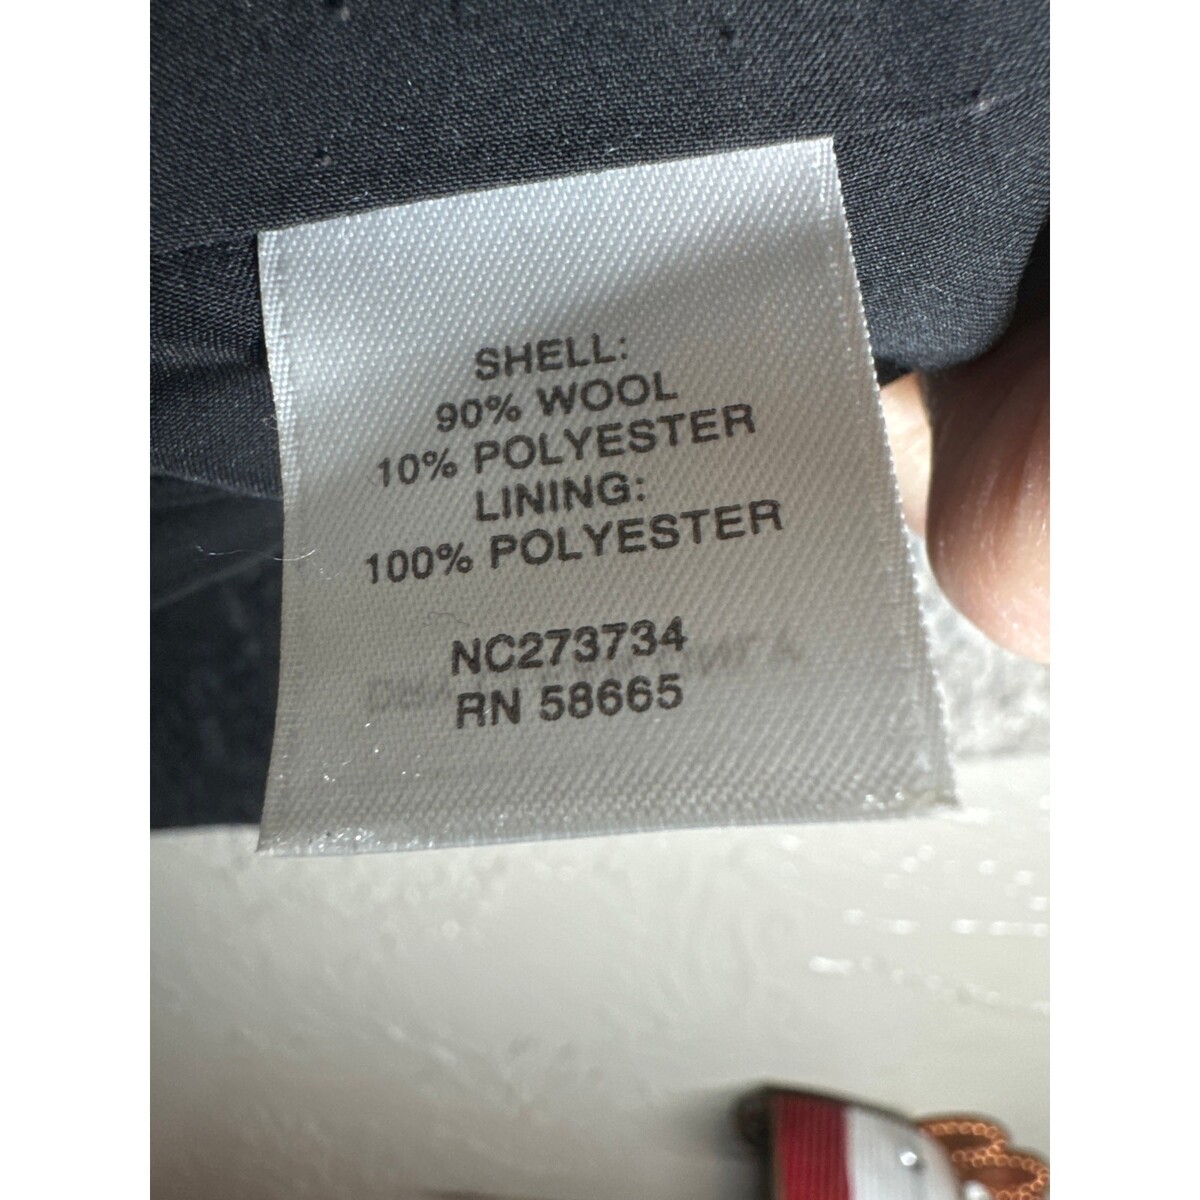 SHELL:
90% WOOL
10% POLYESTER
LINING:
100% POLYESTER
NC273734
RN 58665